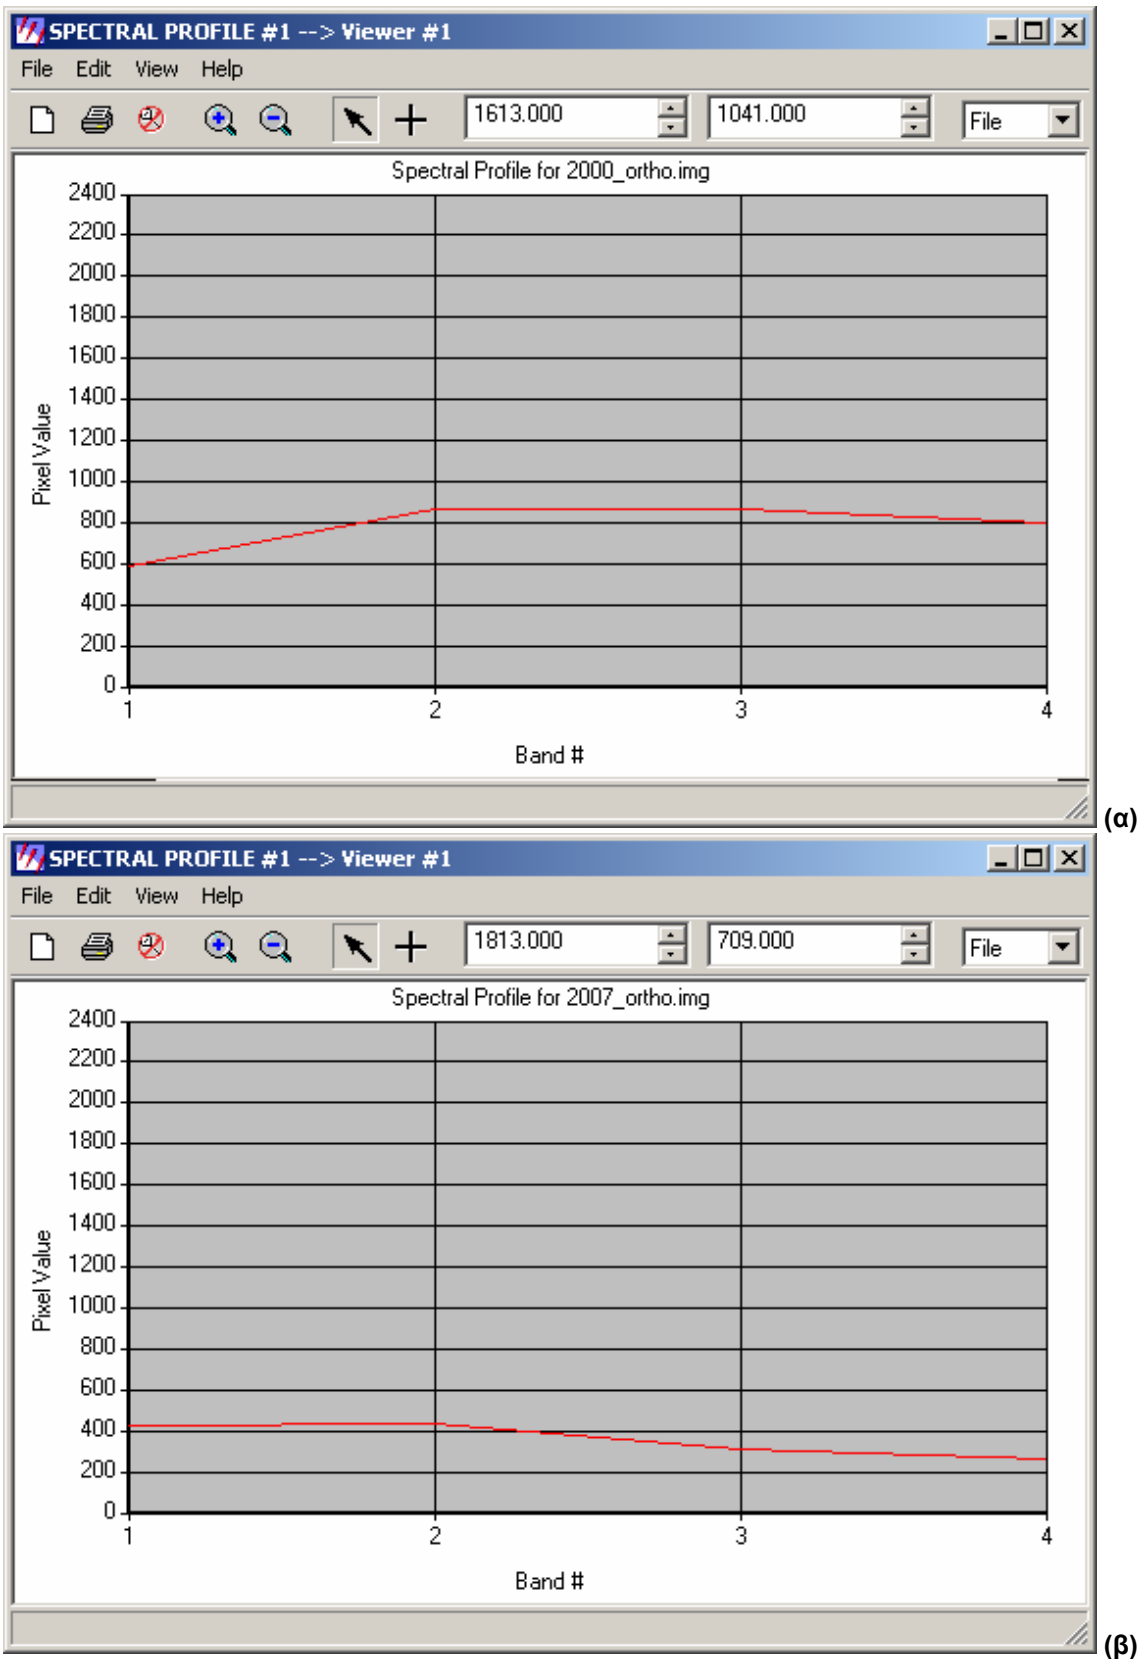 SPECTRAL PROFILE #1 --> Viewer #1
File Edit View Help
1613.000 1041.000 File
Spectral Profile for 2000_ortho.img
2400
2200
2000
1800
1600
1400
1200
1000
800
600
400
200
0
Pixel Value
1 2 3 4
Band #
(α)
SPECTRAL PROFILE #1 --> Viewer #1
File Edit View Help
1813.000 709.000 File
Spectral Profile for 2007_ortho.img
2400
2200
2000
1800
1600
1400
1200
1000
800
600
400
200
0
Pixel Value
1 2 3 4
Band #
(β)